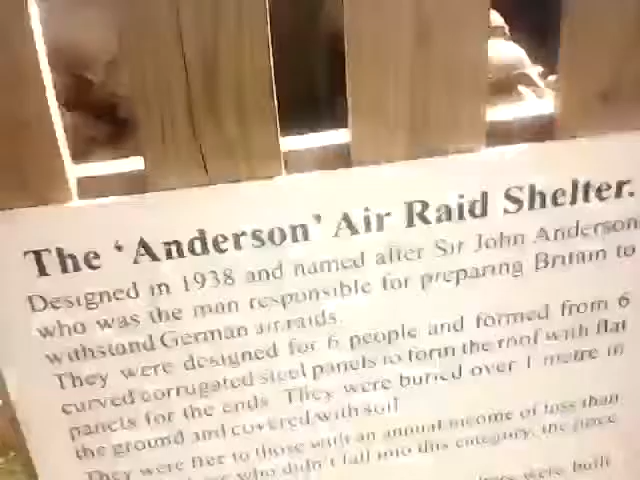 The ‘Anderson’ Air Raid Shelter.
Designed in 1938 and named after Sir John Anderson
who was the man responsible for preparing Britain to
withstand German air raids.
They were designed for 6 people and formed from 6
curved corrugated steel panels to form the roof with flat
panels for the ends. They were buried over 1 metre in
the ground and covered with soil
They were free to those with an annual income of less than
who didn't fall into this category, the price
were built